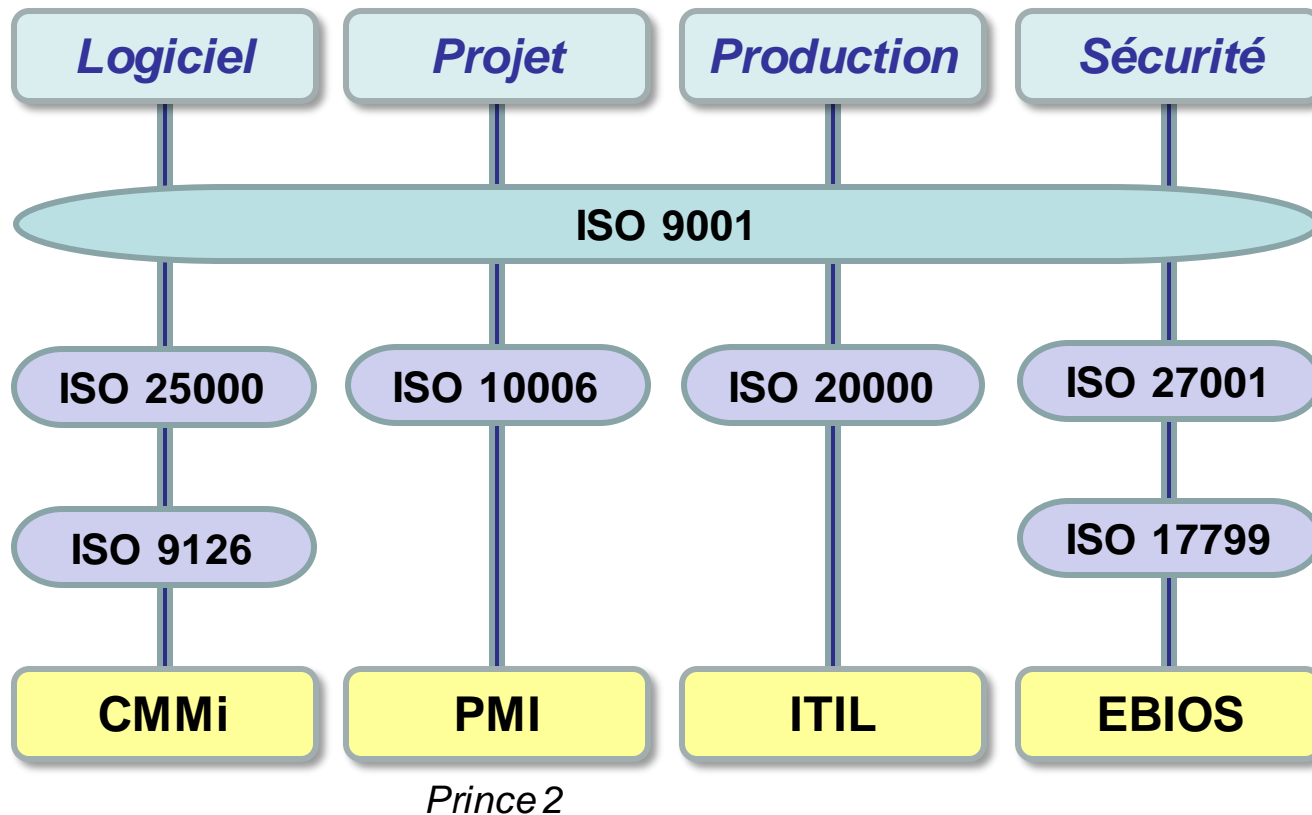 Logiciel
Projet
Production
Sécurité
ISO 9001
ISO 25000
ISO 10006
ISO 20000
ISO 27001
ISO 9126
ISO 17799
CMMi
PMI
ITIL
EBIOS
Prince 2